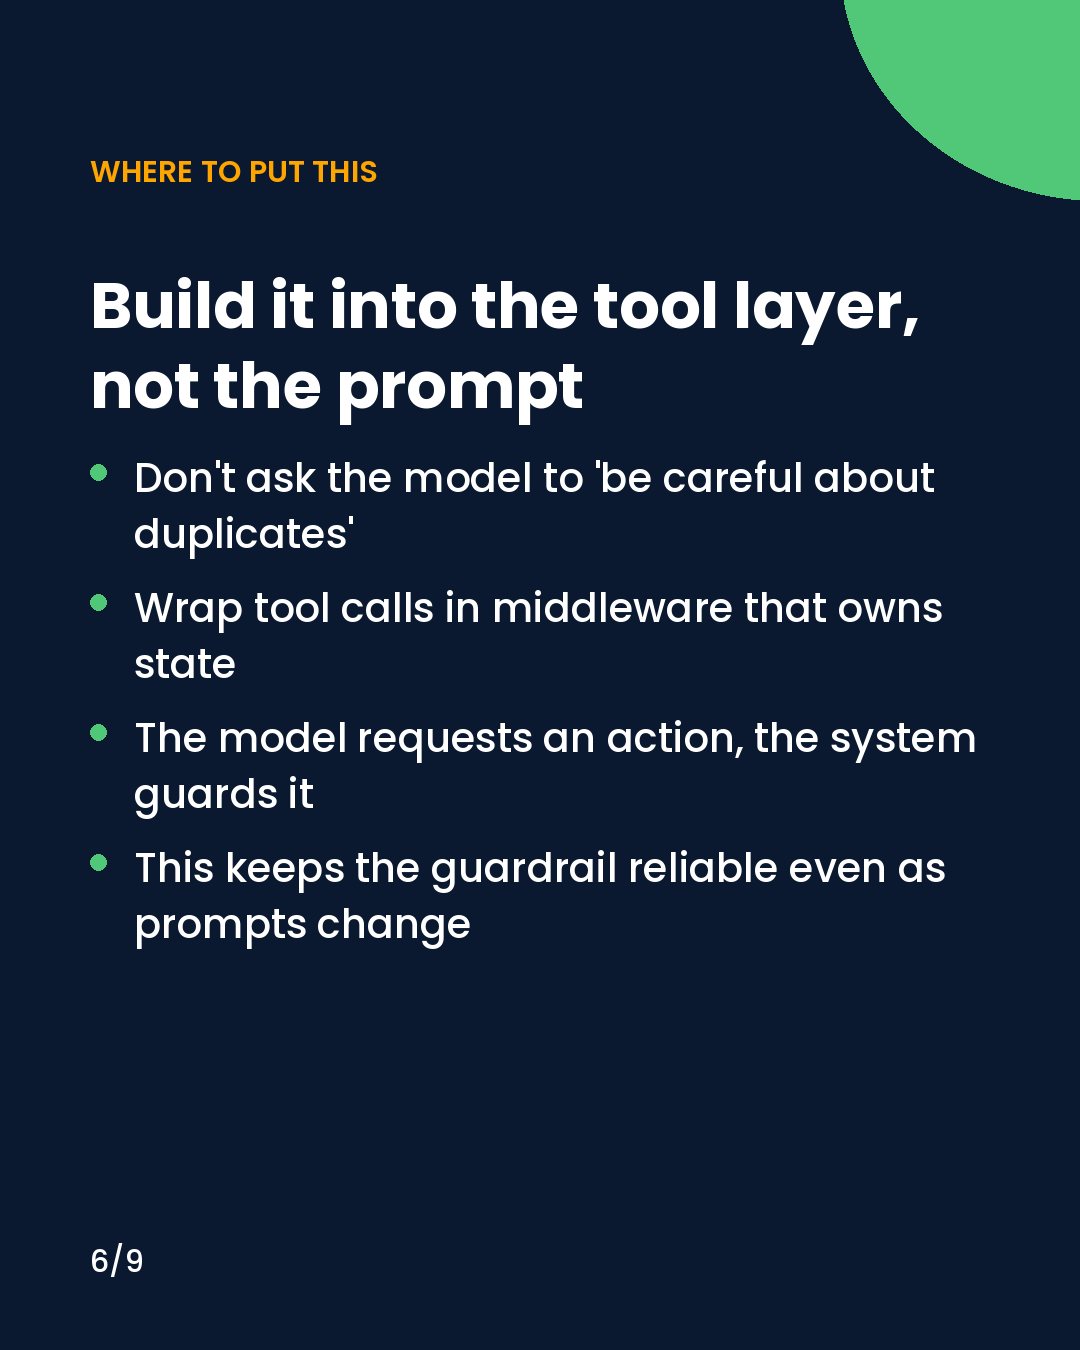 WHERE TO PUT THIS
Build it into the tool layer,
not the prompt
Don't ask the model to 'be careful about
duplicates'
Wrap tool calls in middleware that owns
state
The model requests an action, the system
guards it
This keeps the guardrail reliable even as
prompts change
6/9